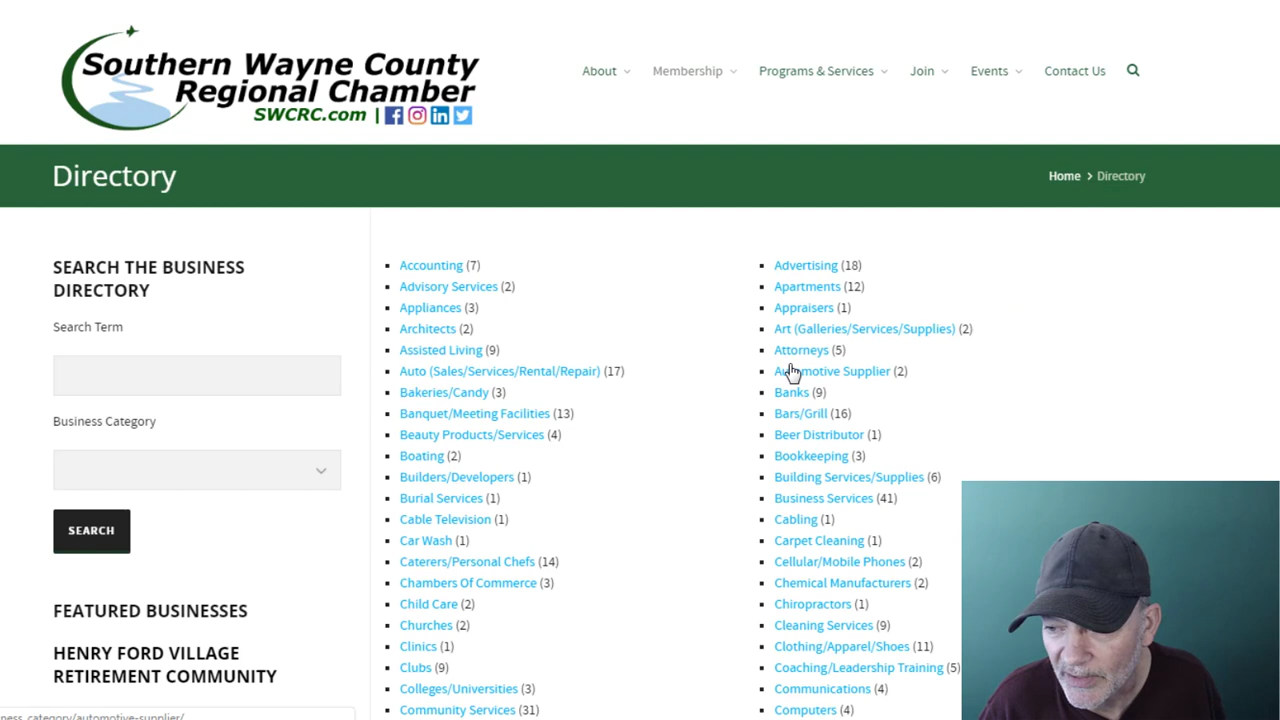 Southern Wayne County
Regional Chamber
SWCRC.com |
About
Membership
Programs & Services
Join
Events
Contact Us
Directory
Home > Directory
SEARCH THE BUSINESS
DIRECTORY
Search Term
Business Category
SEARCH
FEATURED BUSINESSES
HENRY FORD VILLAGE
RETIREMENT COMMUNITY
Accounting (7)
Advisory Services (2)
Appliances (3)
Architects (2)
Assisted Living (9)
Auto (Sales/Services/Rental/Repair) (17)
Bakeries/Candy (3)
Banquet/Meeting Facilities (13)
Beauty Products/Services (4)
Boating (2)
Builders/Developers (1)
Burial Services (1)
Cable Television (1)
Car Wash (1)
Caterers/Personal Chefs (14)
Chambers Of Commerce (3)
Child Care (2)
Churches (2)
Clinics (1)
Clubs (9)
Colleges/Universities (3)
Community Services (31)
Advertising (18)
Apartments (12)
Appraisers (1)
Art (Galleries/Services/Supplies) (2)
Attorneys (5)
Automotive Supplier (2)
Banks (9)
Bars/Grill (16)
Beer Distributor (1)
Bookkeeping (3)
Building Services/Supplies (6)
Business Services (41)
Cabling (1)
Carpet Cleaning (1)
Cellular/Mobile Phones (2)
Chemical Manufacturers (2)
Chiropractors (1)
Cleaning Services (9)
Clothing/Apparel/Shoes (11)
Coaching/Leadership Training (5)
Communications (4)
Computers (4)
ness_category/automotive-supplier/